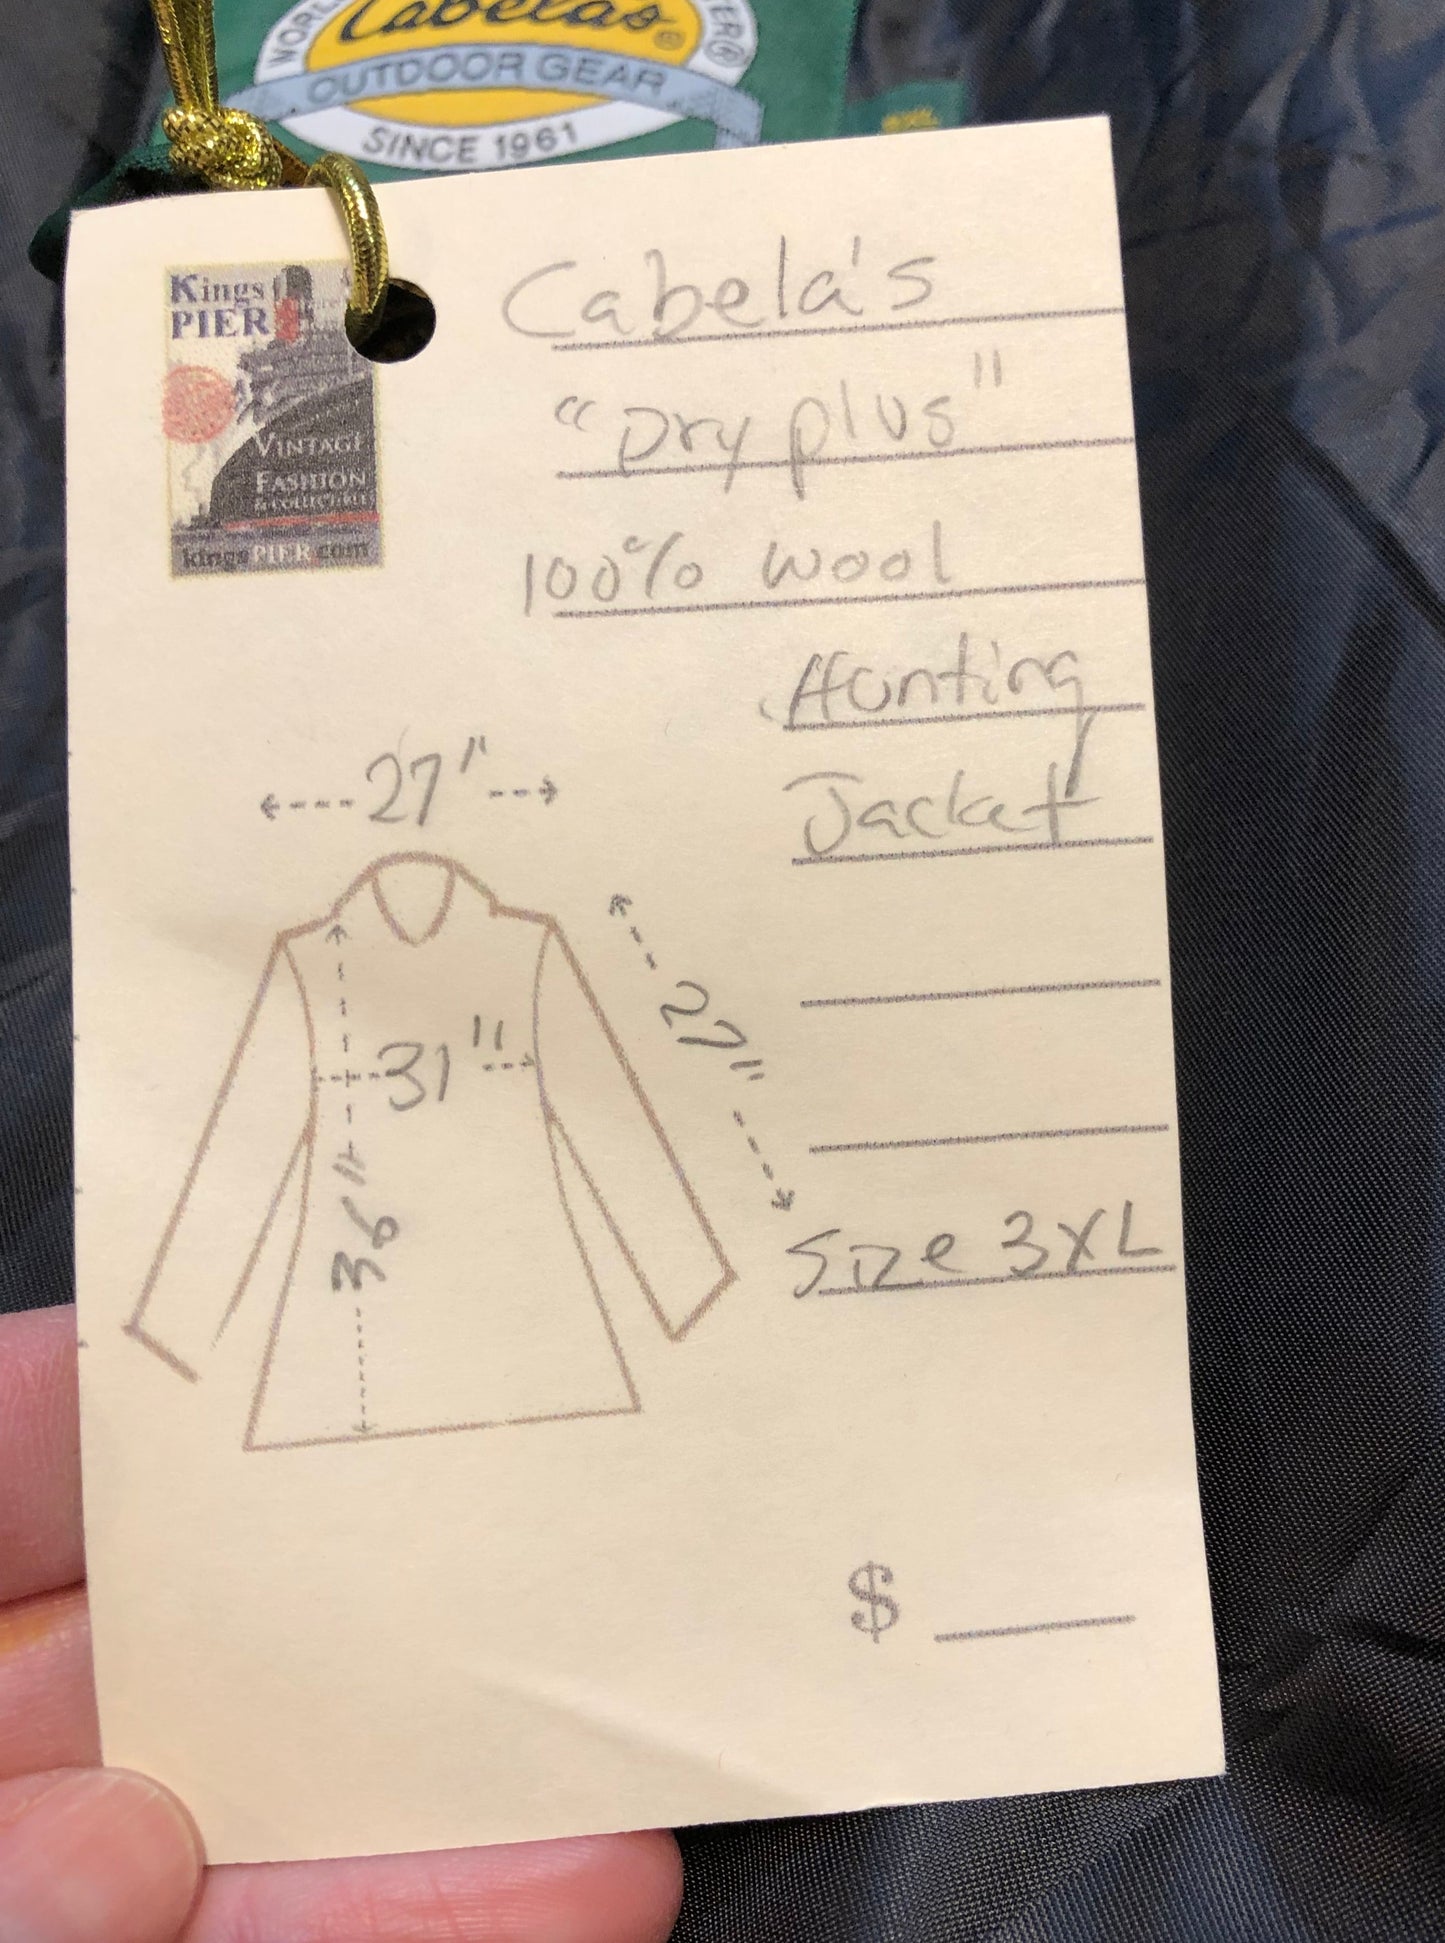 Cabela's®
OUTDOOR GEAR
SINCE 1961
Kings
PIER
VINTAGE
FASHION
& COLLECTIBLE
kingsPIER.com
Cabela's
"Dry plus"
100% wool
Hunting
Jacket
27"
27"
31"
36"
Size 3XL
$